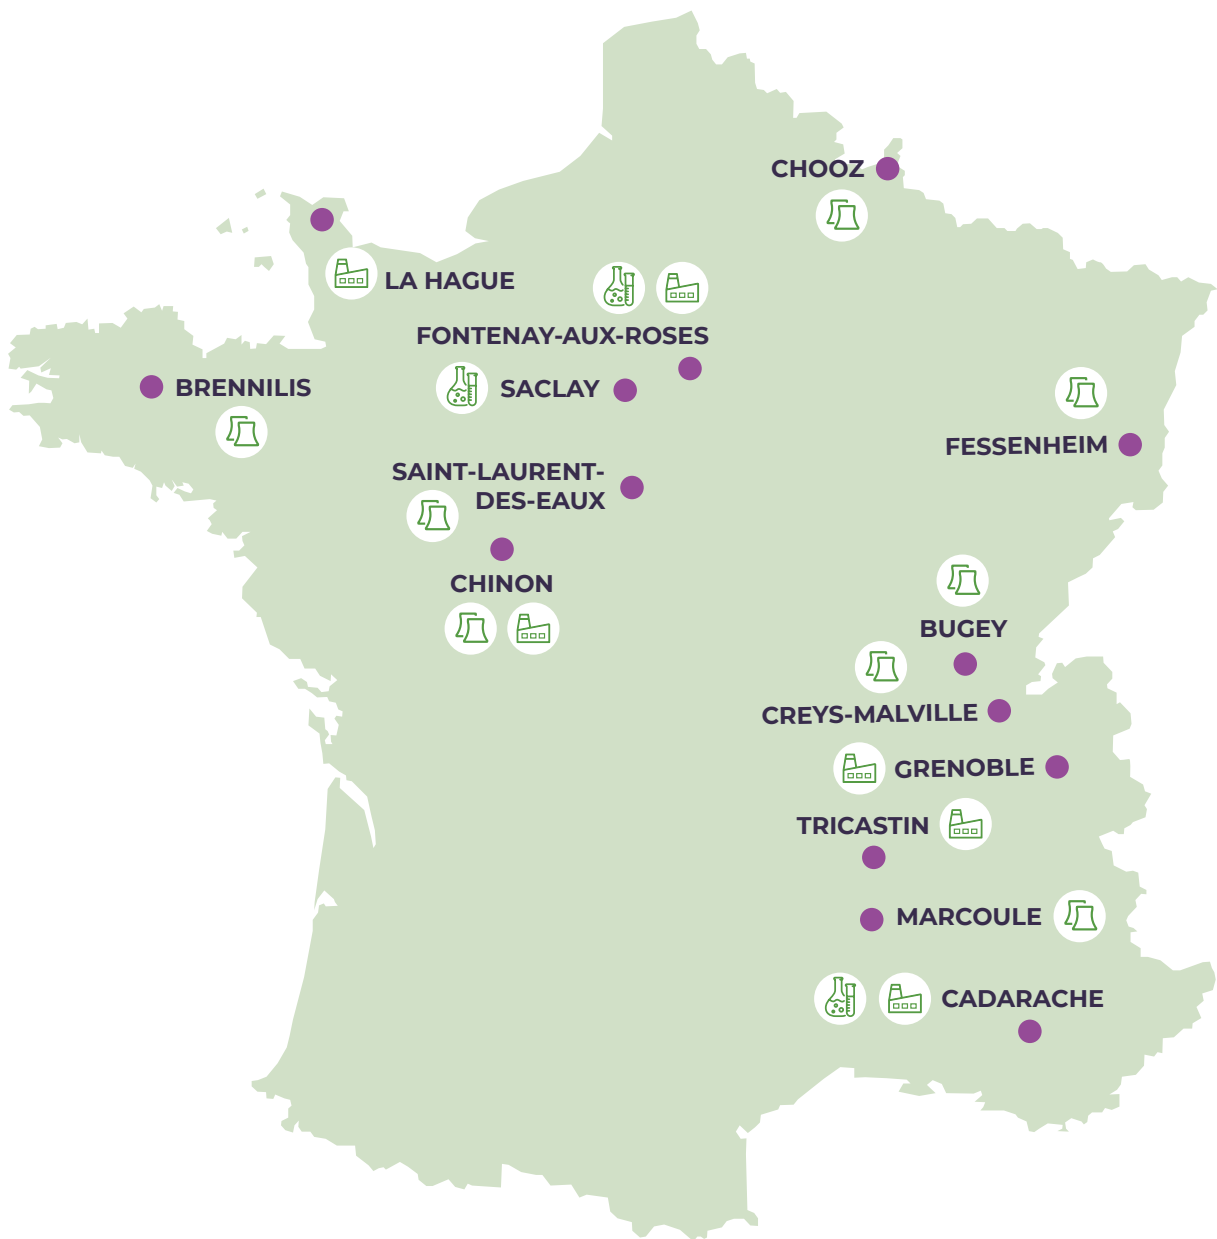 CHOOZ
LA HAGUE
FONTENAY-AUX-ROSES
BRENNILIS
SACLAY
FESSENHEIM
SAINT-LAURENT-
DES-EAUX
CHINON
BUGEY
CREYS-MALVILLE
GRENOBLE
TRICASTIN
MARCOULE
CADARACHE